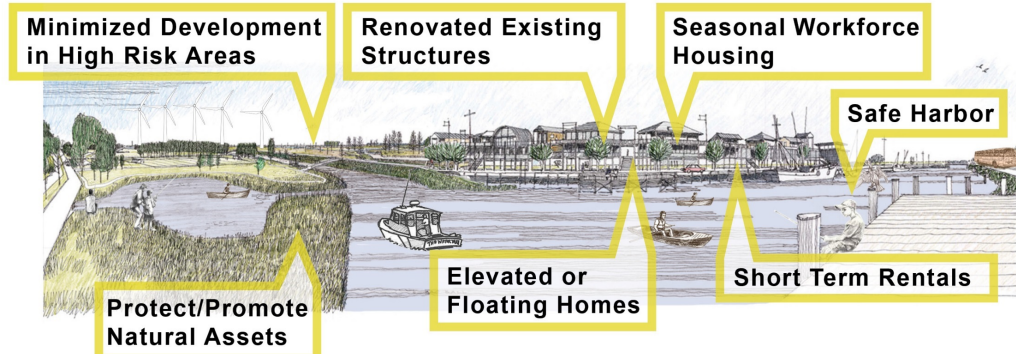 Minimized Development
in High Risk Areas
Renovated Existing
Structures
Seasonal Workforce
Housing
Safe Harbor
Protect/Promote
Natural Assets
Elevated or
Floating Homes
Short Term Rentals